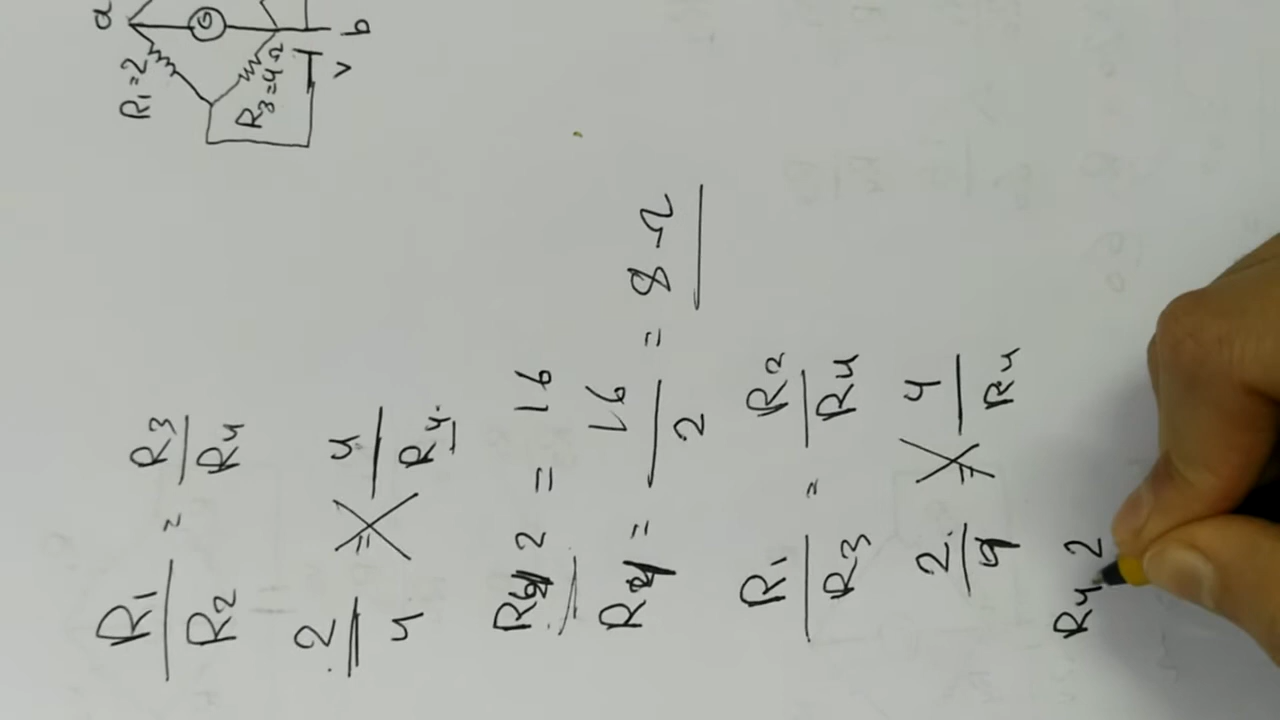 a G b
R1 = 2 R3 = 4Ω V
R1/R2 = R3/R4
2/4 = 4/R4
R4 2 = 16
R4 = 16/2 = 8 Ω
R1/R3 = R2/R4
2/4 = 4/R4
R4 2